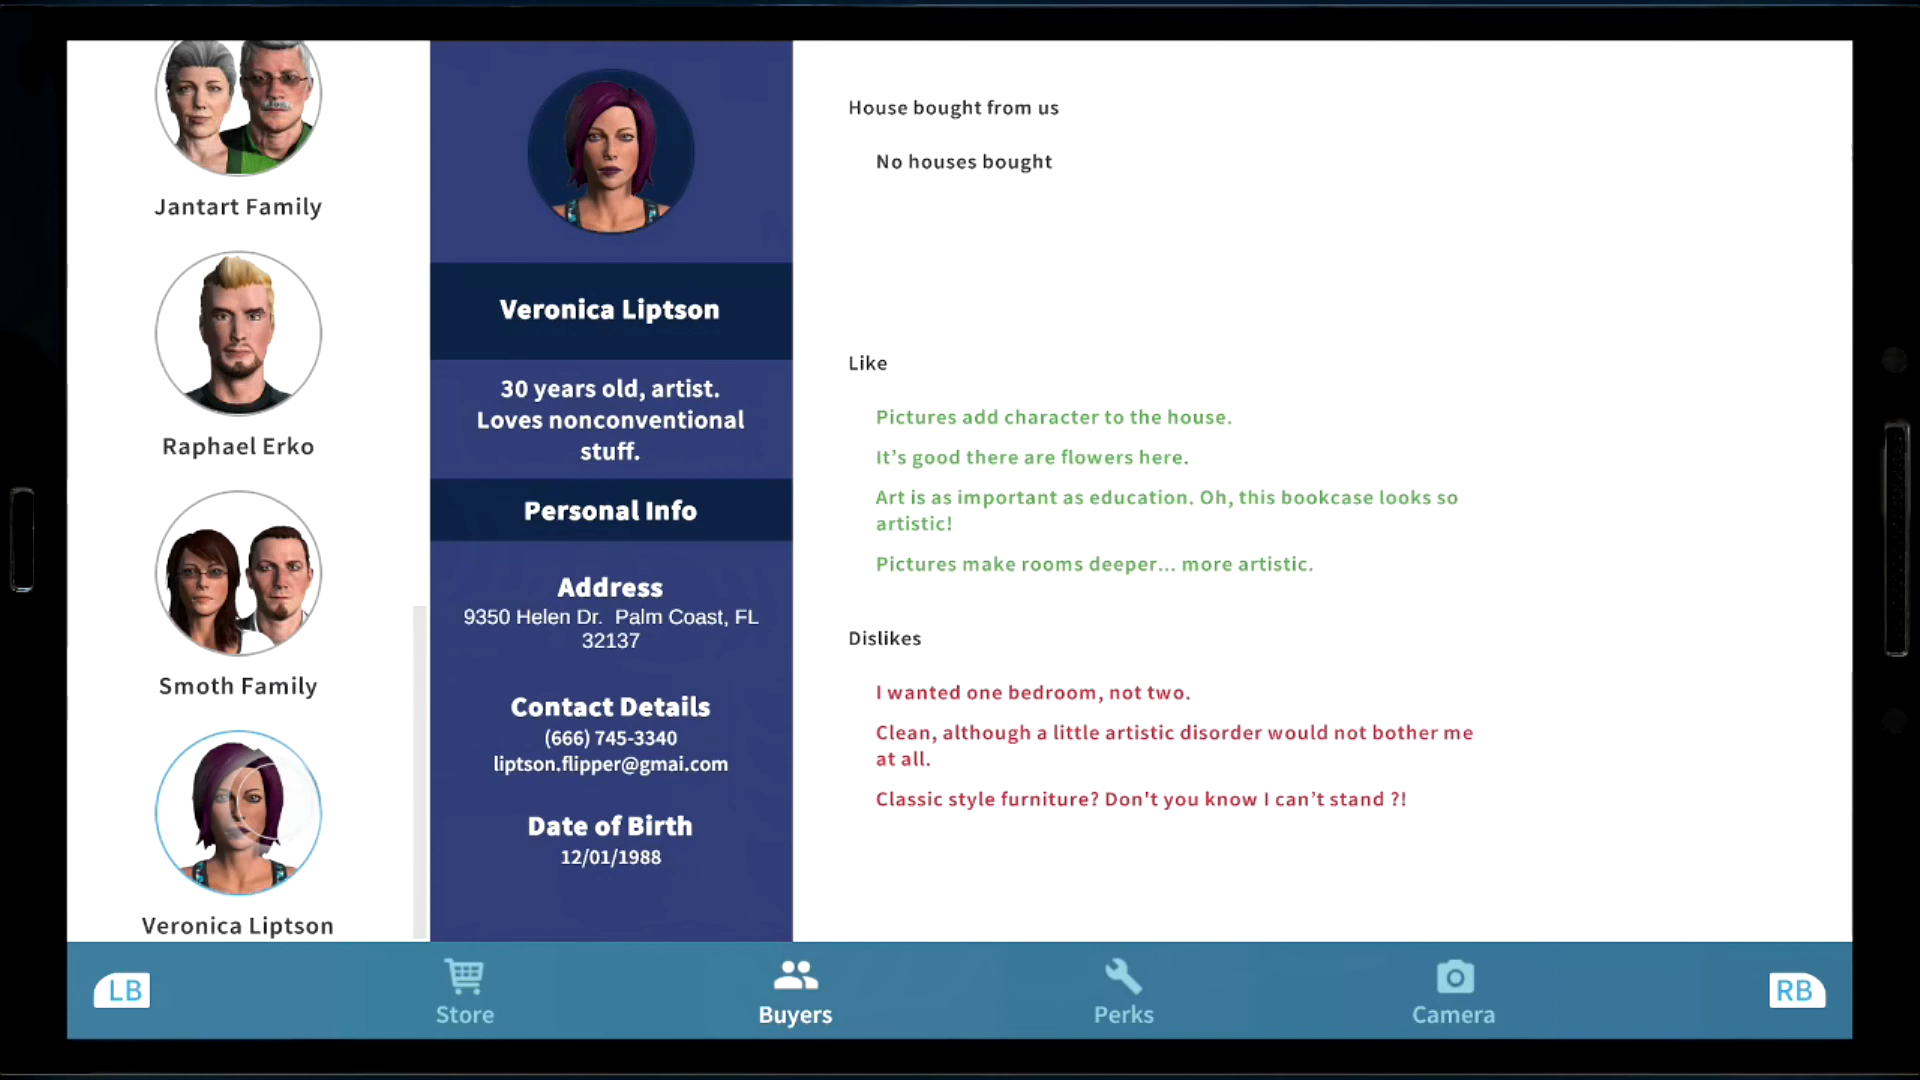 Jantart Family
Raphael Erko
Smoth Family
Veronica Liptson
Veronica Liptson
30 years old, artist.
Loves nonconventional
stuff.
Personal Info
Address
9350 Helen Dr.  Palm Coast, FL
32137
Contact Details
(666) 745-3340
liptson.flipper@gmai.com
Date of Birth
12/01/1988
House bought from us
No houses bought
Like
Pictures add character to the house.
It’s good there are flowers here.
Art is as important as education. Oh, this bookcase looks so
artistic!
Pictures make rooms deeper... more artistic.
Dislikes
I wanted one bedroom, not two.
Clean, although a little artistic disorder would not bother me
at all.
Classic style furniture? Don't you know I can’t stand ?!
LB
Store
Buyers
Perks
Camera
RB